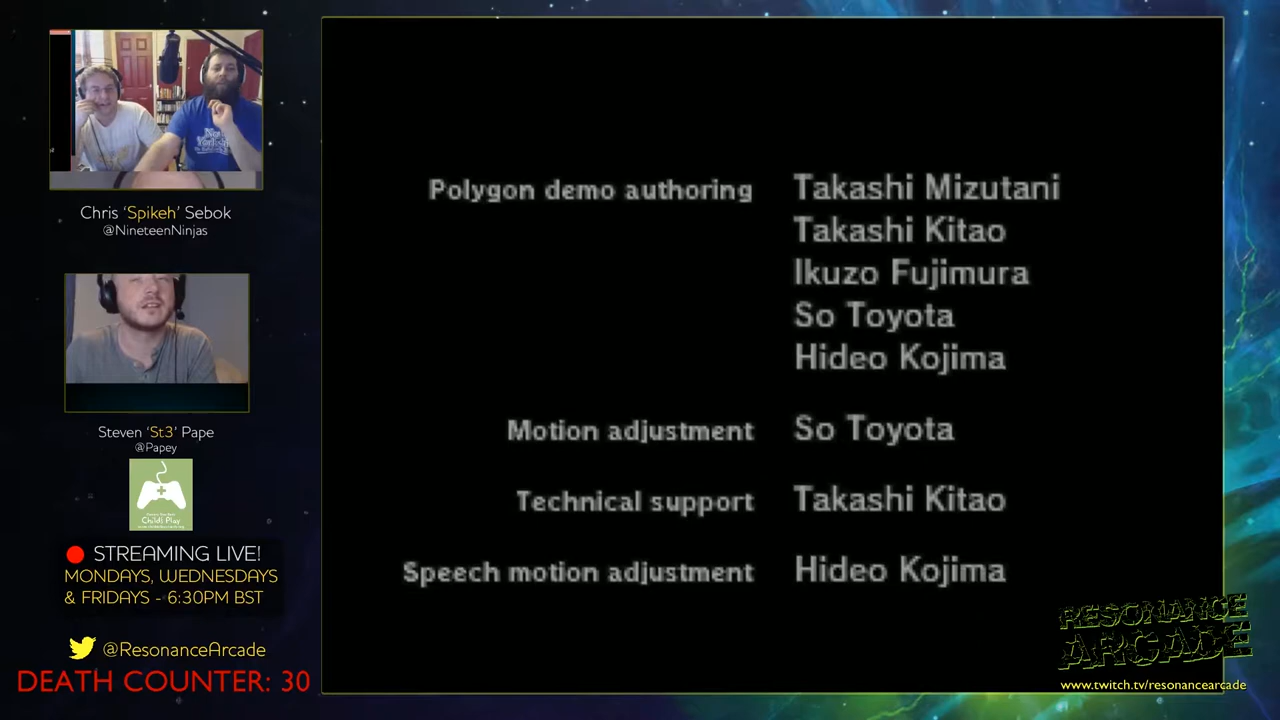 Chris ‘Spikeh’ Sebok
@NineteenNinjas
Steven ‘St3’ Pape
@Papey
Child's Play
STREAMING LIVE!
MONDAYS, WEDNESDAYS
& FRIDAYS - 6:30PM BST
@ResonanceArcade
DEATH COUNTER: 30
Polygon demo authoring Takashi Mizutani
Takashi Kitao
Ikuzo Fujimura
So Toyota
Hideo Kojima
Motion adjustment So Toyota
Technical support Takashi Kitao
Speech motion adjustment Hideo Kojima
RESONANCE
ARCADE
www.twitch.tv/resonancearcade